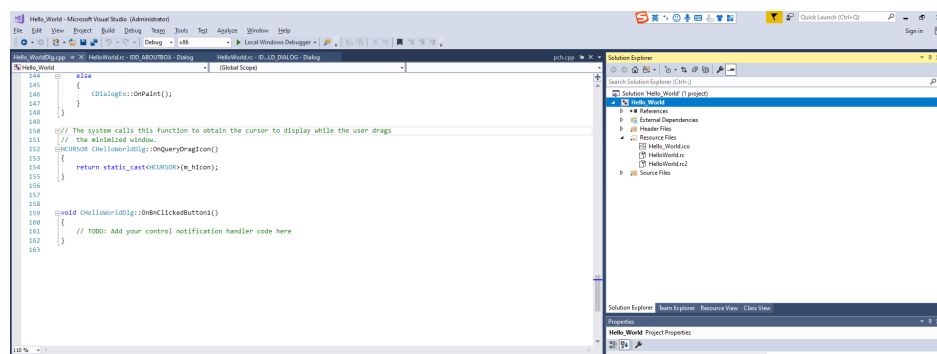 Hello_World - Microsoft Visual Studio (Administrator)
英
Quick Launch (Ctrl+Q)
File Edit View Project Build Debug Team Tools Test Analyze Window Help
Sign in
Debug x86 Local Windows Debugger
Hello_WorldDlg.cpp HelloWorld.rc - IDD_ABOUTBOX - Dialog HelloWorld.rc - ID...LD_DIALOG - Dialog pch.cpp
Hello_World (Global Scope)
144 else
145 {
146 CDialogEx::OnPaint();
147 }
148 }
149
150 // The system calls this function to obtain the cursor to display while the user drags
151 // the minimized window.
152 HCURSOR CHelloWorldDlg::OnQueryDragIcon()
153 {
154 return static_cast<HCURSOR>(m_hIcon);
155 }
156
157
158
159 void CHelloWorldDlg::OnBnClickedButton1()
160 {
161 // TODO: Add your control notification handler code here
162 }
163
110 %
Solution Explorer
Search Solution Explorer (Ctrl+;)
Solution 'Hello_World' (1 project)
Hello_World
References
External Dependencies
Header Files
Resource Files
Hello_World.ico
HelloWorld.rc
HelloWorld.rc2
Source Files
Solution Explorer Team Explorer Resource View Class View
Properties
Hello_World Project Properties